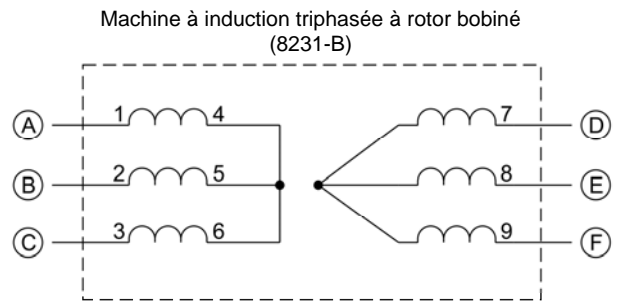 Machine à induction triphasée à rotor bobiné
(8231-B)
A 1 4 7 D
B 2 5 8 E
C 3 6 9 F